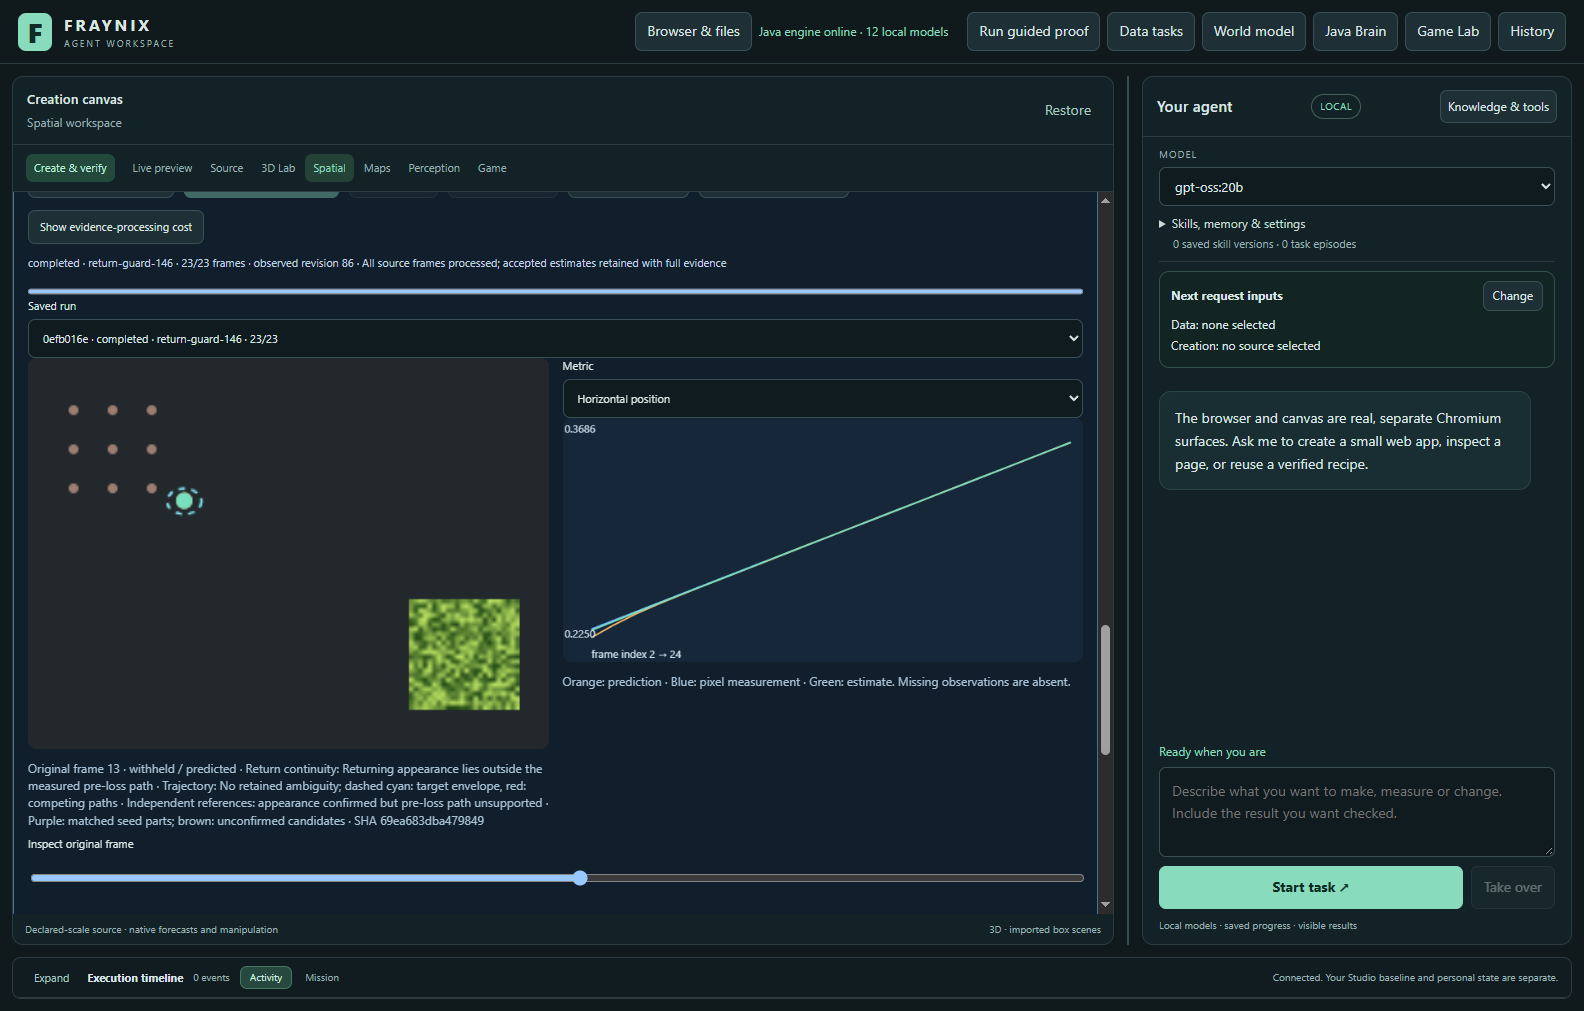 F
FRAYNIX
AGENT WORKSPACE
Browser & files
Java engine online · 12 local models
Run guided proof
Data tasks
World model
Java Brain
Game Lab
History
Creation canvas
Spatial workspace
Restore
Create & verify
Live preview
Source
3D Lab
Spatial
Maps
Perception
Game
Show evidence-processing cost
completed · return-guard-146 · 23/23 frames · observed revision 86 · All source frames processed; accepted estimates retained with full evidence
Saved run
0efb016e · completed · return-guard-146 · 23/23
Metric
Horizontal position
0.3686
0.2250
frame index 2 → 24
Orange: prediction · Blue: pixel measurement · Green: estimate. Missing observations are absent.
Original frame 13 · withheld / predicted · Return continuity: Returning appearance lies outside the
measured pre-loss path · Trajectory: No retained ambiguity; dashed cyan: target envelope, red:
competing paths · Independent references: appearance confirmed but pre-loss path unsupported ·
Purple: matched seed parts; brown: unconfirmed candidates · SHA 69ea683dba479849
Inspect original frame
Declared-scale source · native forecasts and manipulation
3D · imported box scenes
Your agent
LOCAL
Knowledge & tools
MODEL
gpt-oss:20b
Skills, memory & settings
0 saved skill versions · 0 task episodes
Next request inputs
Change
Data: none selected
Creation: no source selected
The browser and canvas are real, separate Chromium
surfaces. Ask me to create a small web app, inspect a
page, or reuse a verified recipe.
Ready when you are
Describe what you want to make, measure or change.
Include the result you want checked.
Start task ↗
Take over
Local models · saved progress · visible results
Expand
Execution timeline
0 events
Activity
Mission
Connected. Your Studio baseline and personal state are separate.